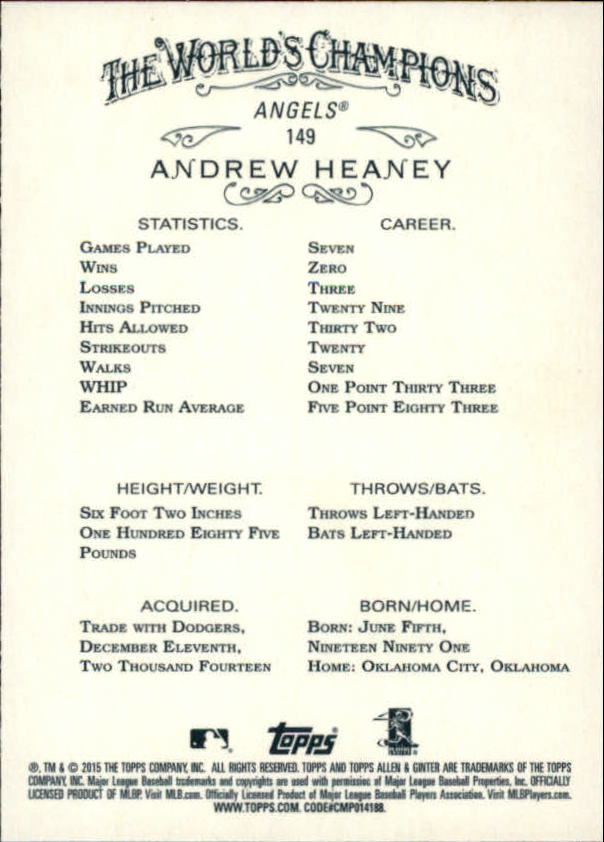 THE WORLD'S CHAMPIONS
ANGELS®
149
ANDREW HEANEY
STATISTICS. CAREER.
GAMES PLAYED SEVEN
WINS ZERO
LOSSES THREE
INNINGS PITCHED TWENTY NINE
HITS ALLOWED THIRTY TWO
STRIKEOUTS TWENTY
WALKS SEVEN
WHIP ONE POINT THIRTY THREE
EARNED RUN AVERAGE FIVE POINT EIGHTY THREE
HEIGHT/WEIGHT. THROWS/BATS.
SIX FOOT TWO INCHES THROWS LEFT-HANDED
ONE HUNDRED EIGHTY FIVE BATS LEFT-HANDED
POUNDS
ACQUIRED. BORN/HOME.
TRADE WITH DODGERS, BORN: JUNE FIFTH,
DECEMBER ELEVENTH, NINETEEN NINETY ONE
TWO THOUSAND FOURTEEN HOME: OKLAHOMA CITY, OKLAHOMA
topps
®, TM & © 2015 THE TOPPS COMPANY, INC. ALL RIGHTS RESERVED. TOPPS AND TOPPS ALLEN & GINTER ARE TRADEMARKS OF THE TOPPS
COMPANY, INC. Major League Baseball trademarks and copyrights are used with permission of Major League Baseball Properties, Inc. OFFICIALLY
LICENSED PRODUCT OF MLBP. Visit MLB.com. Officially Licensed Product of Major League Baseball Players Association. Visit MLBPlayers.com.
WWW.TOPPS.COM. CODE#CMP014188.